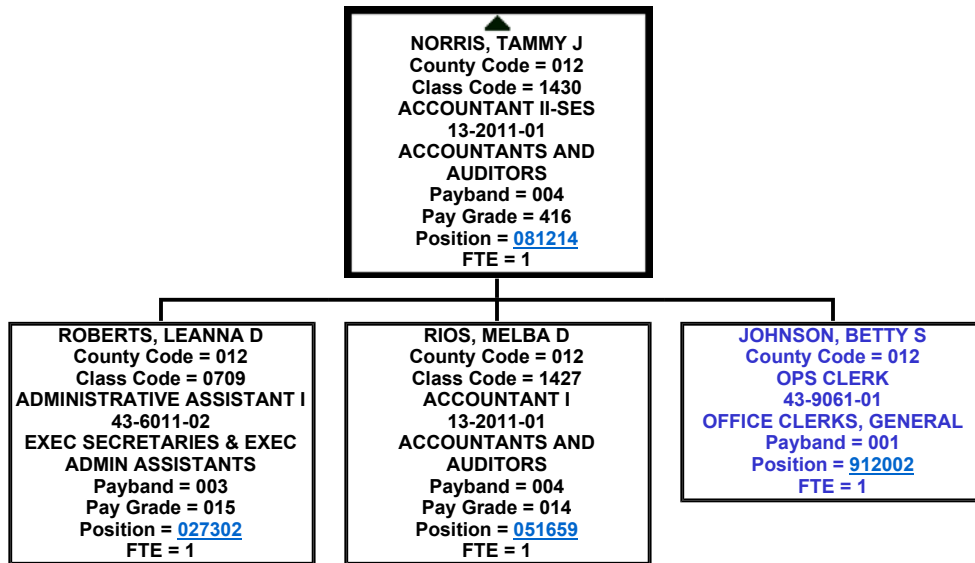 NORRIS, TAMMY J
County Code = 012
Class Code = 1430
ACCOUNTANT II-SES
13-2011-01
ACCOUNTANTS AND
AUDITORS
Payband = 004
Pay Grade = 416
Position = 081214
FTE = 1
ROBERTS, LEANNA D
County Code = 012
Class Code = 0709
ADMINISTRATIVE ASSISTANT I
43-6011-02
EXEC SECRETARIES & EXEC
ADMIN ASSISTANTS
Payband = 003
Pay Grade = 015
Position = 027302
FTE = 1
RIOS, MELBA D
County Code = 012
Class Code = 1427
ACCOUNTANT I
13-2011-01
ACCOUNTANTS AND
AUDITORS
Payband = 004
Pay Grade = 014
Position = 051659
FTE = 1
JOHNSON, BETTY S
County Code = 012
OPS CLERK
43-9061-01
OFFICE CLERKS, GENERAL
Payband = 001
Position = 912002
FTE = 1